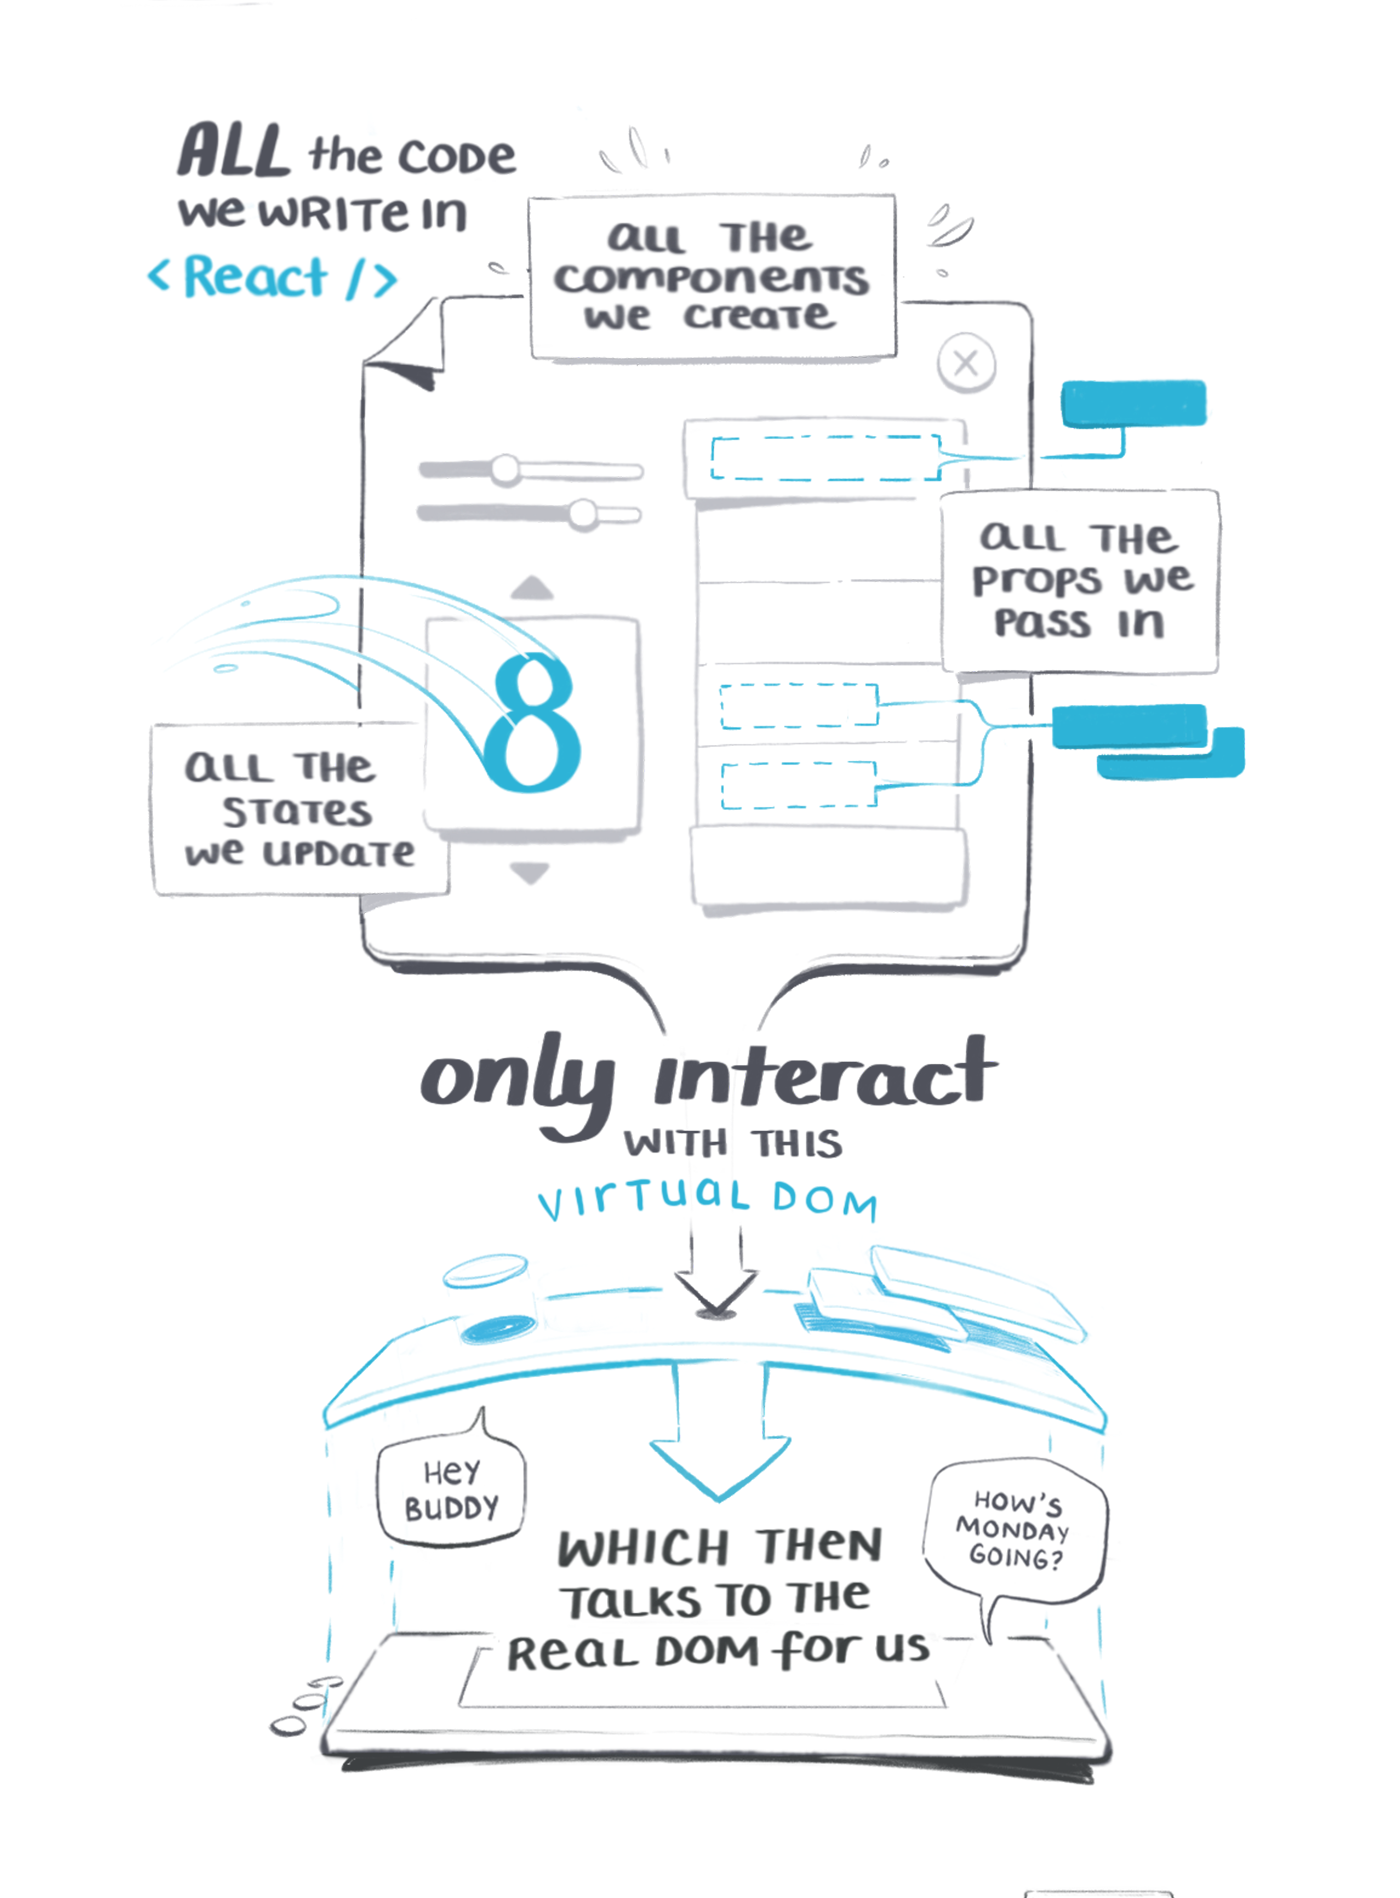 ALL the CODE
we WRITe In
< React />
all THe
components
we create
all THe
props we
pass in
8
all THe
STaTes
we UPDaTe
only interact
WITH THIS
VIrTUaL DOM
Hey
BUDDY
HOW'S
MONDAY
GOING?
WHICH THeN
TaLKS TO THe
ReaL DOM for us